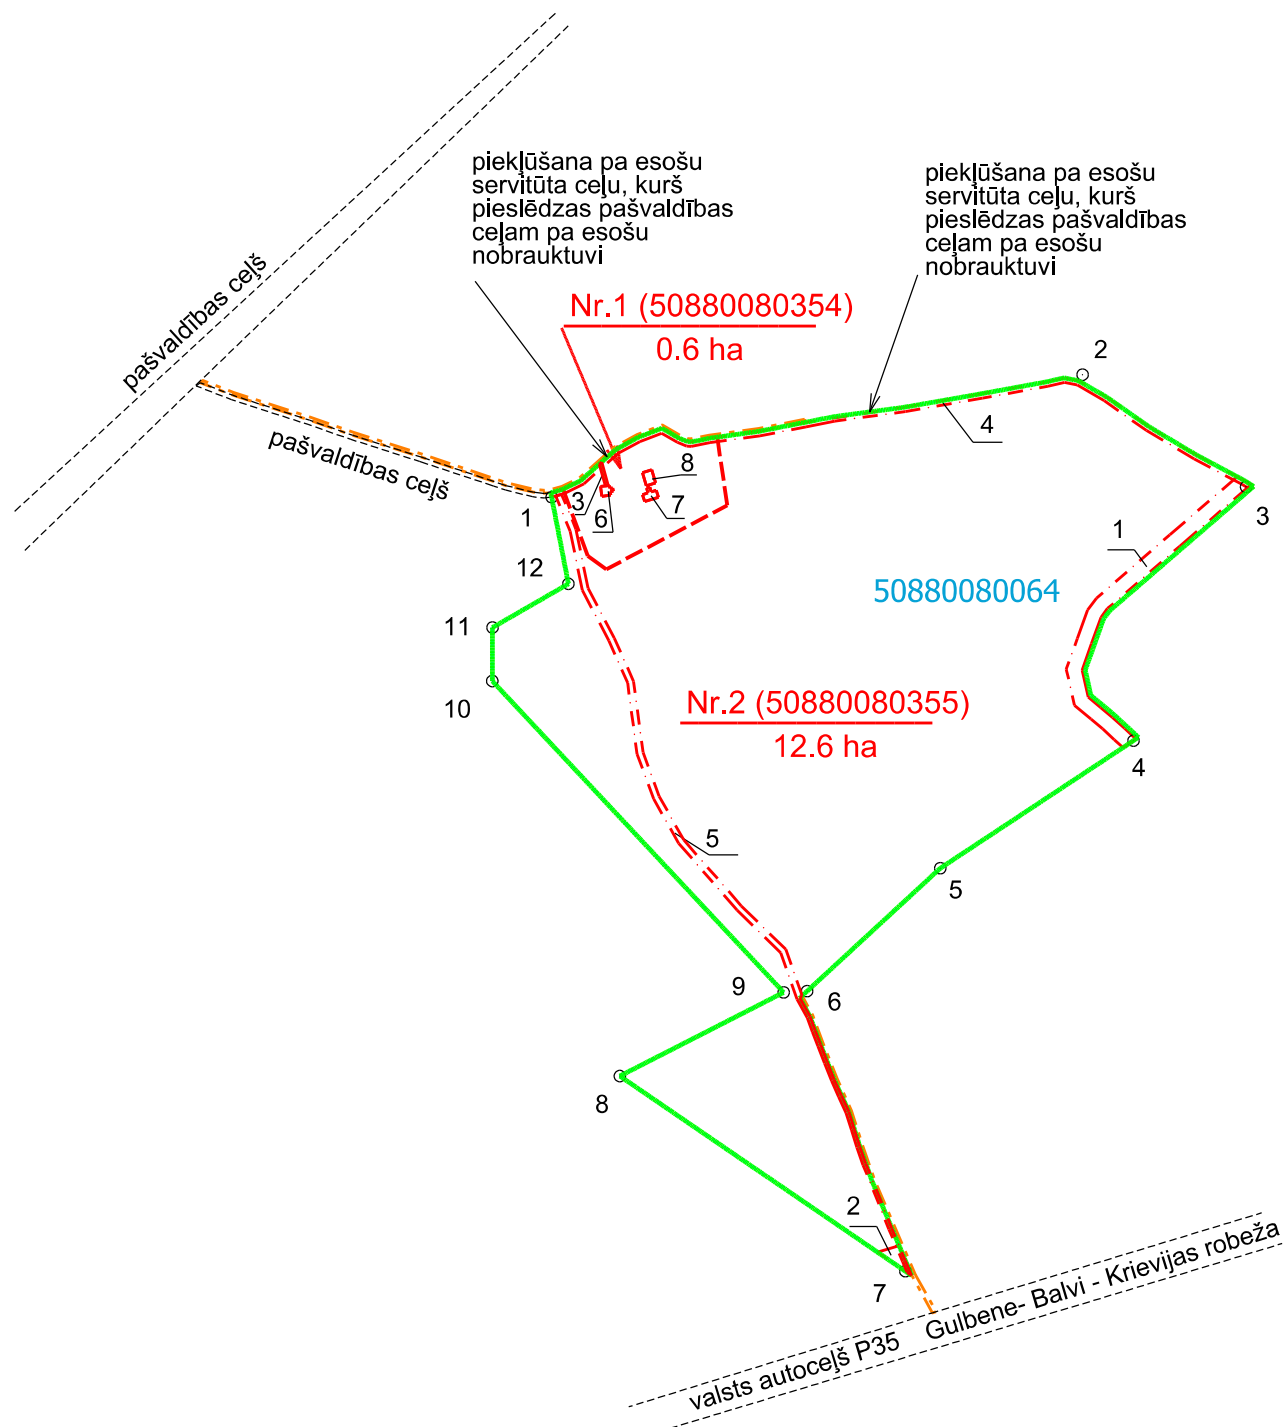 piekļūšana pa esošu
servitūta ceļu, kurš
pieslēdzas pašvaldības
ceļam pa esošu
nobrauktuvi
piekļūšana pa esošu
servitūta ceļu, kurš
pieslēdzas pašvaldības
ceļam pa esošu
nobrauktuvi
pašvaldības ceļš
Nr.1 (50880080354)
0.6 ha
2
4
pašvaldības ceļš
8
3
6
7
1
3
1
12
50880080064
11
10
Nr.2 (50880080355)
12.6 ha
4
5
5
9
6
8
2
7
valsts autoceļš P35 Gulbene- Balvi - Krievijas robeža